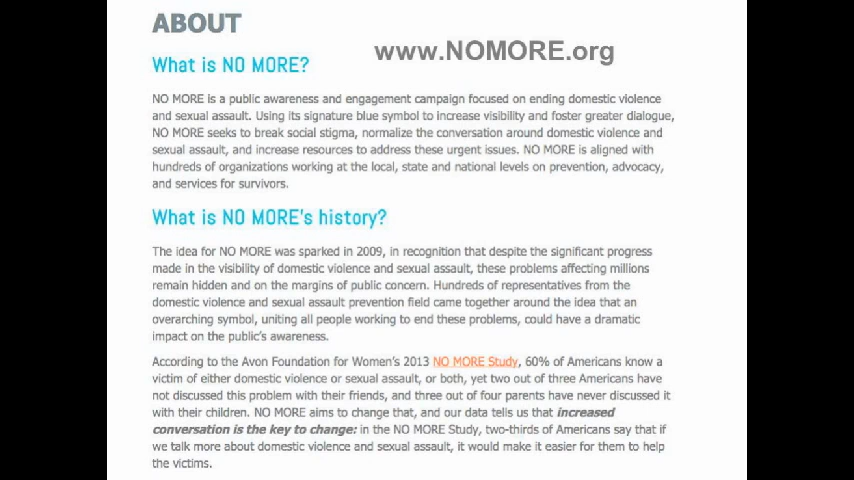 ABOUT
www.NOMORE.org
What is NO MORE?
NO MORE is a public awareness and engagement campaign focused on ending domestic violence
and sexual assault. Using its signature blue symbol to increase visibility and foster greater dialogue,
NO MORE seeks to break social stigma, normalize the conversation around domestic violence and
sexual assault, and increase resources to address these urgent issues. NO MORE is aligned with
hundreds of organizations working at the local, state and national levels on prevention, advocacy,
and services for survivors.
What is NO MORE's history?
The idea for NO MORE was sparked in 2009, in recognition that despite the significant progress
made in the visibility of domestic violence and sexual assault, these problems affecting millions
remain hidden and on the margins of public concern. Hundreds of representatives from the
domestic violence and sexual assault prevention field came together around the idea that an
overarching symbol, uniting all people working to end these problems, could have a dramatic
impact on the public's awareness.
According to the Avon Foundation for Women's 2013 NO MORE Study, 60% of Americans know a
victim of either domestic violence or sexual assault, or both, yet two out of three Americans have
not discussed this problem with their friends, and three out of four parents have never discussed it
with their children. NO MORE aims to change that, and our data tells us that increased
conversation is the key to change: in the NO MORE Study, two-thirds of Americans say that if
we talk more about domestic violence and sexual assault, it would make it easier for them to help
the victims.